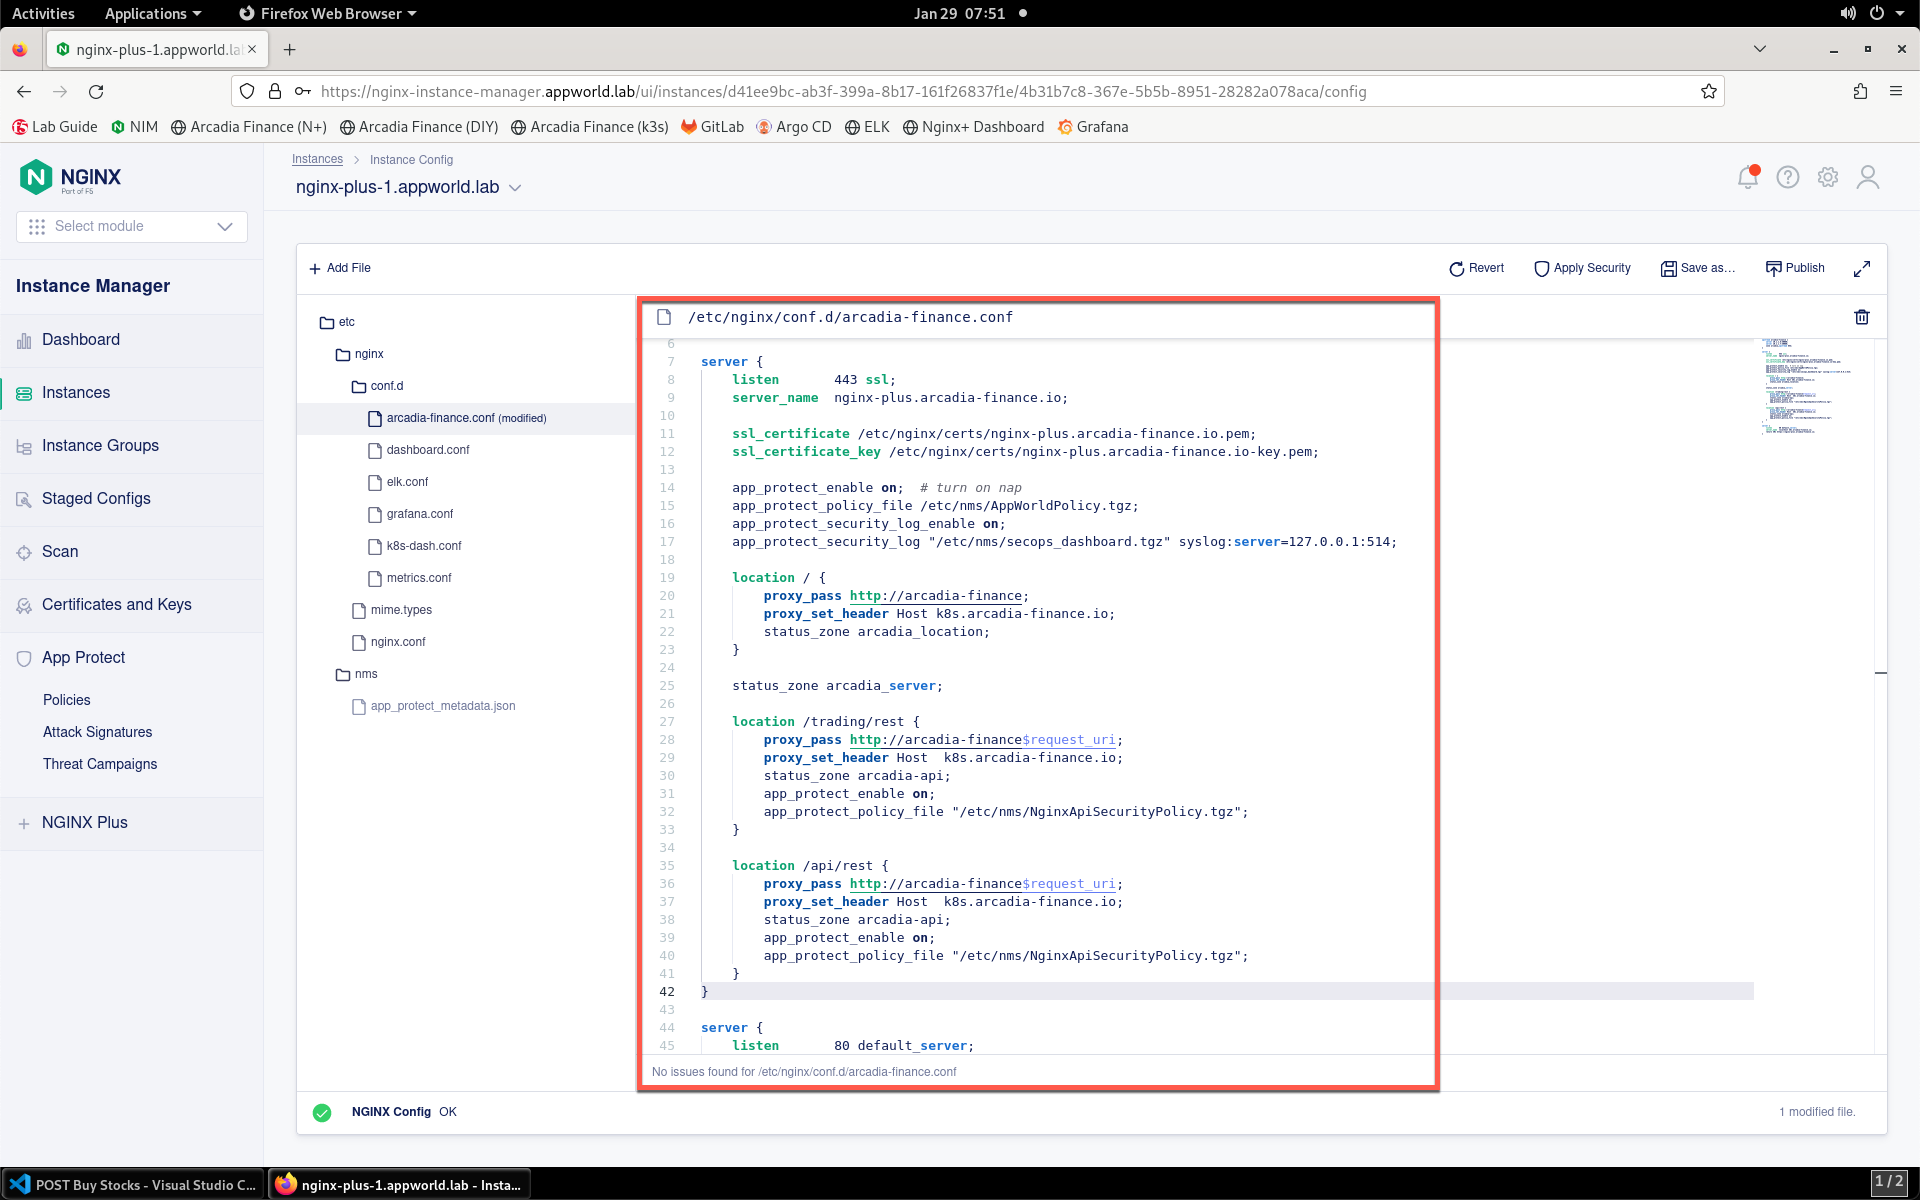 Activities Applications Firefox Web Browser Jan 29 07:51
nginx-plus-1.appworld.la
https://nginx-instance-manager.appworld.lab/ui/instances/d41ee9bc-ab3f-399a-8b17-161f26837f1e/4b31b7c8-367e-5b5b-8951-28282a078aca/config
Lab Guide NIM Arcadia Finance (N+) Arcadia Finance (DIY) Arcadia Finance (k3s) GitLab Argo CD ELK Nginx+ Dashboard Grafana
NGINX
Part of F5
Select module
Instance Manager
Dashboard
Instances
Instance Groups
Staged Configs
Scan
Certificates and Keys
App Protect
Policies
Attack Signatures
Threat Campaigns
NGINX Plus
Instances > Instance Config
nginx-plus-1.appworld.lab
Add File Revert Apply Security Save as... Publish
etc
nginx
conf.d
arcadia-finance.conf (modified)
dashboard.conf
elk.conf
grafana.conf
k8s-dash.conf
metrics.conf
mime.types
nginx.conf
nms
app_protect_metadata.json
/etc/nginx/conf.d/arcadia-finance.conf
6
7 server {
8 listen 443 ssl;
9 server_name nginx-plus.arcadia-finance.io;
10
11 ssl_certificate /etc/nginx/certs/nginx-plus.arcadia-finance.io.pem;
12 ssl_certificate_key /etc/nginx/certs/nginx-plus.arcadia-finance.io-key.pem;
13
14 app_protect_enable on; # turn on nap
15 app_protect_policy_file /etc/nms/AppWorldPolicy.tgz;
16 app_protect_security_log_enable on;
17 app_protect_security_log "/etc/nms/secops_dashboard.tgz" syslog:server=127.0.0.1:514;
18
19 location / {
20 proxy_pass http://arcadia-finance;
21 proxy_set_header Host k8s.arcadia-finance.io;
22 status_zone arcadia_location;
23 }
24
25 status_zone arcadia_server;
26
27 location /trading/rest {
28 proxy_pass http://arcadia-finance$request_uri;
29 proxy_set_header Host k8s.arcadia-finance.io;
30 status_zone arcadia-api;
31 app_protect_enable on;
32 app_protect_policy_file "/etc/nms/NginxApiSecurityPolicy.tgz";
33 }
34
35 location /api/rest {
36 proxy_pass http://arcadia-finance$request_uri;
37 proxy_set_header Host k8s.arcadia-finance.io;
38 status_zone arcadia-api;
39 app_protect_enable on;
40 app_protect_policy_file "/etc/nms/NginxApiSecurityPolicy.tgz";
41 }
42 }
43
44 server {
45 listen 80 default_server;
No issues found for /etc/nginx/conf.d/arcadia-finance.conf
NGINX Config OK 1 modified file.
POST Buy Stocks - Visual Studio C... nginx-plus-1.appworld.lab - Insta... 1 / 2